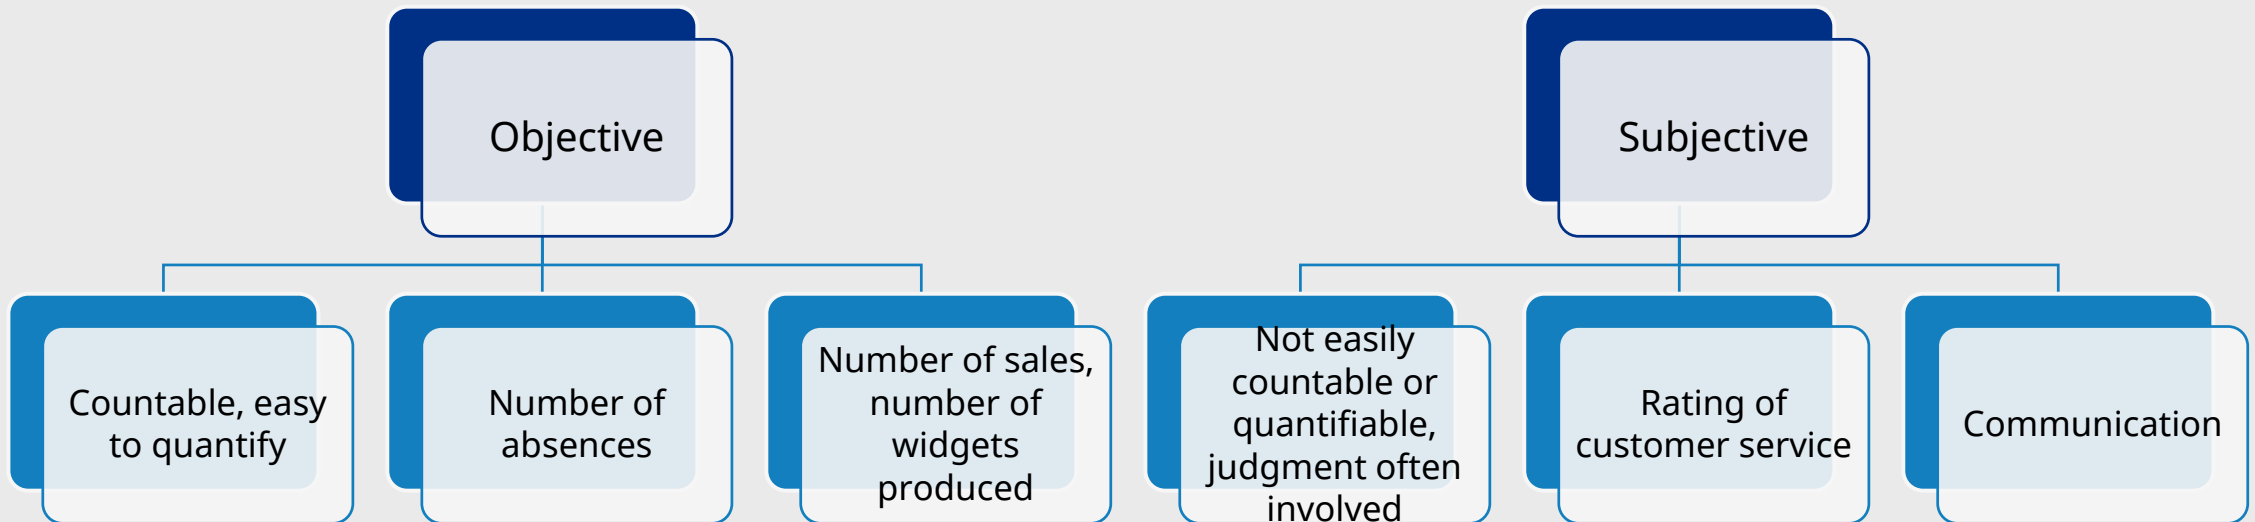 Objective
Subjective
Countable, easy
to quantify
Number of
absences
Number of sales,
number of
widgets
produced
Not easily
countable or
quantifiable,
judgment often
involved
Rating of
customer service
Communication